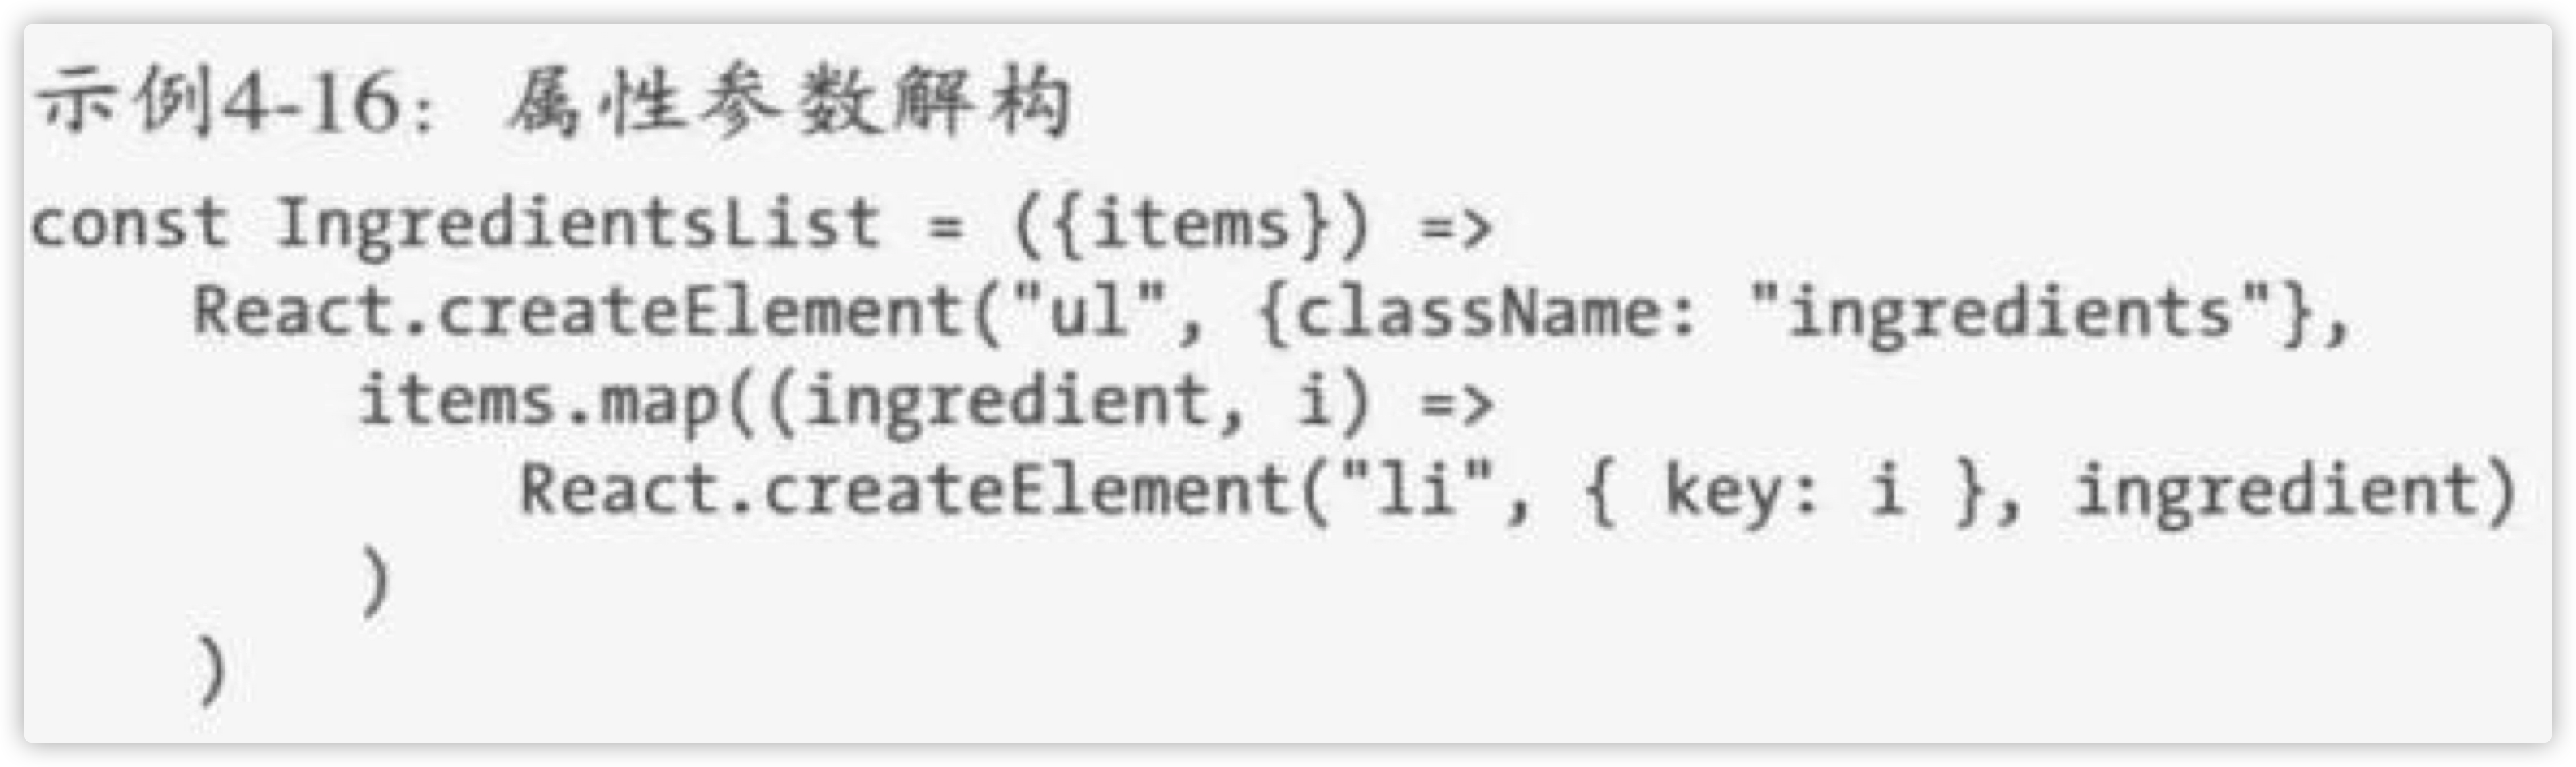 示例4-16： 属性参数解构
const IngredientsList = ({items}) =>
    React.createElement("ul", {className: "ingredients"},
        items.map((ingredient, i) =>
            React.createElement("li", { key: i }, ingredient)
        )
    )